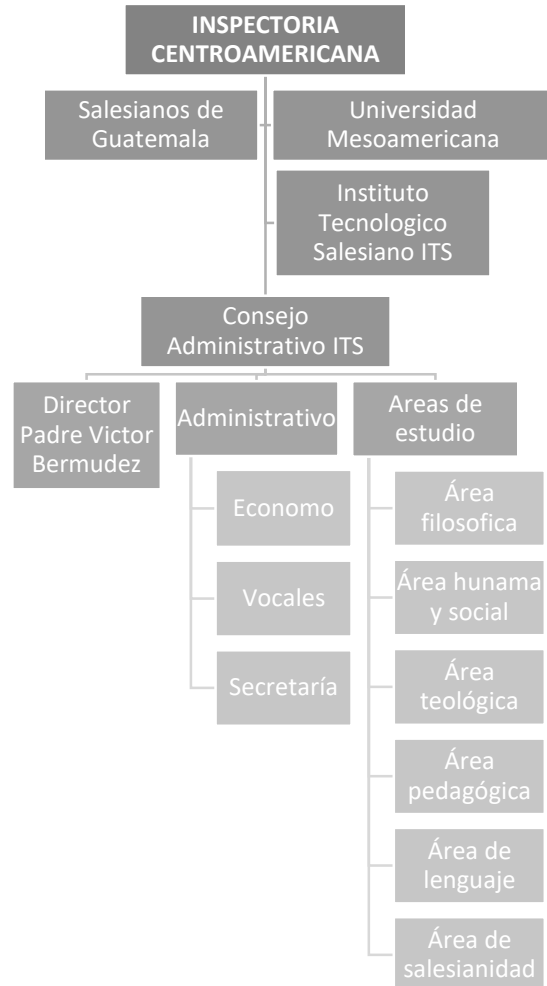 INSPECTORIA
CENTROAMERICANA
Salesianos de
Guatemala
Universidad
Mesoamericana
Instituto
Tecnologico
Salesiano ITS
Consejo
Administrativo ITS
Director
Padre Victor
Bermudez
Administrativo
Economo
Vocales
Secretaría
Areas de
estudio
Área
filosofica
Área hunama
y social
Área
teológica
Área
pedagógica
Área de
lenguaje
Área de
salesianidad